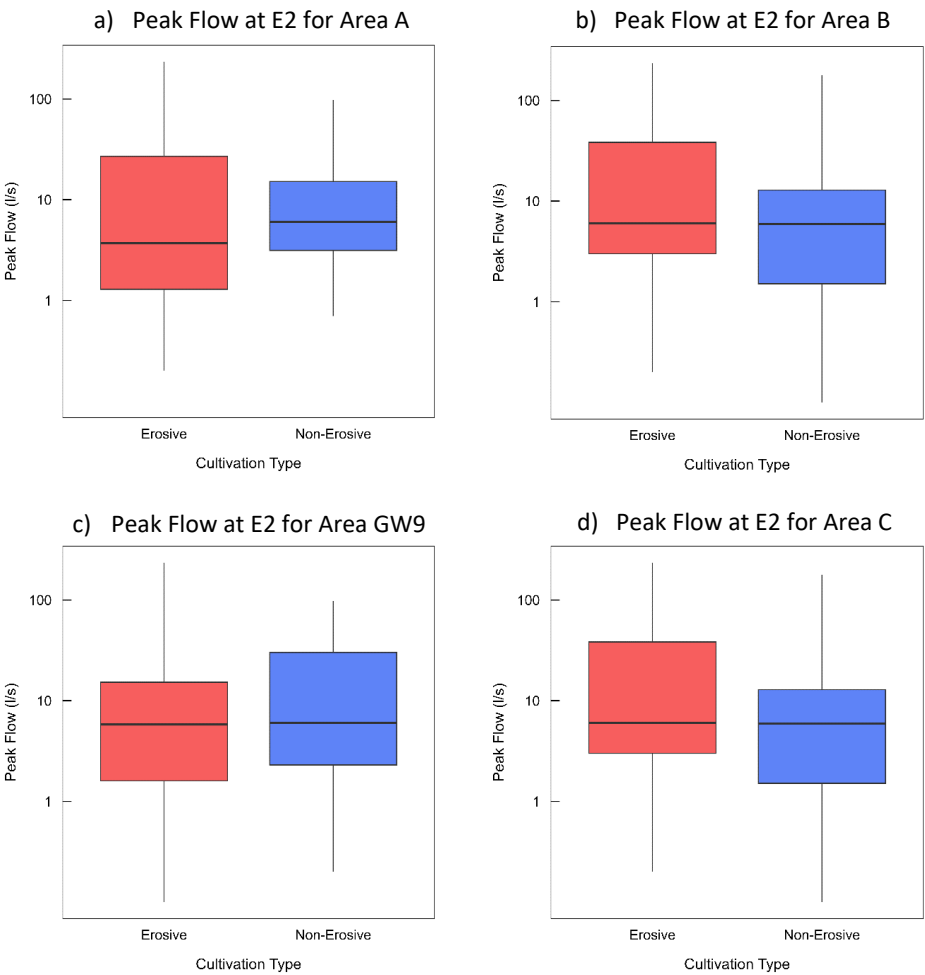 a) Peak Flow at E2 for Area A
Peak Flow (l/s)
100
10
1
Erosive
Non-Erosive
Cultivation Type
b) Peak Flow at E2 for Area B
Peak Flow (l/s)
100
10
1
Erosive
Non-Erosive
Cultivation Type
c) Peak Flow at E2 for Area GW9
Peak Flow (l/s)
100
10
1
Erosive
Non-Erosive
Cultivation Type
d) Peak Flow at E2 for Area C
Peak Flow (l/s)
100
10
1
Erosive
Non-Erosive
Cultivation Type